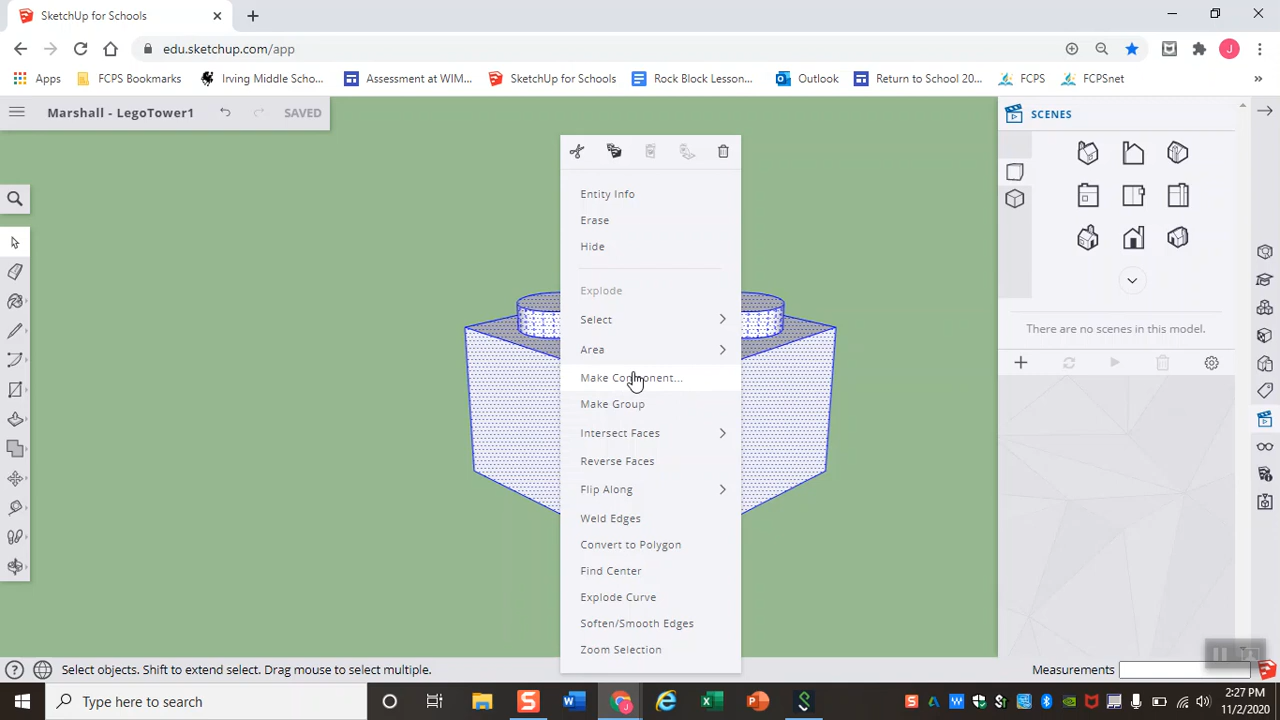 SketchUp for Schools
edu.sketchup.com/app
Apps
FCPS Bookmarks
Irving Middle Scho...
Assessment at WIM...
SketchUp for Schools
Rock Block Lesson...
Outlook
Return to School 20...
FCPS
FCPSnet
»
Marshall - LegoTower1
SAVED
SCENES
Entity Info
Erase
Hide
Explode
Select
Area
Make Component...
Make Group
Intersect Faces
Reverse Faces
Flip Along
Weld Edges
Convert to Polygon
Find Center
Explode Curve
Soften/Smooth Edges
Zoom Selection
There are no scenes in this model.
Select objects. Shift to extend select. Drag mouse to select multiple.
Measurements
Type here to search
2:27 PM
11/2/2020